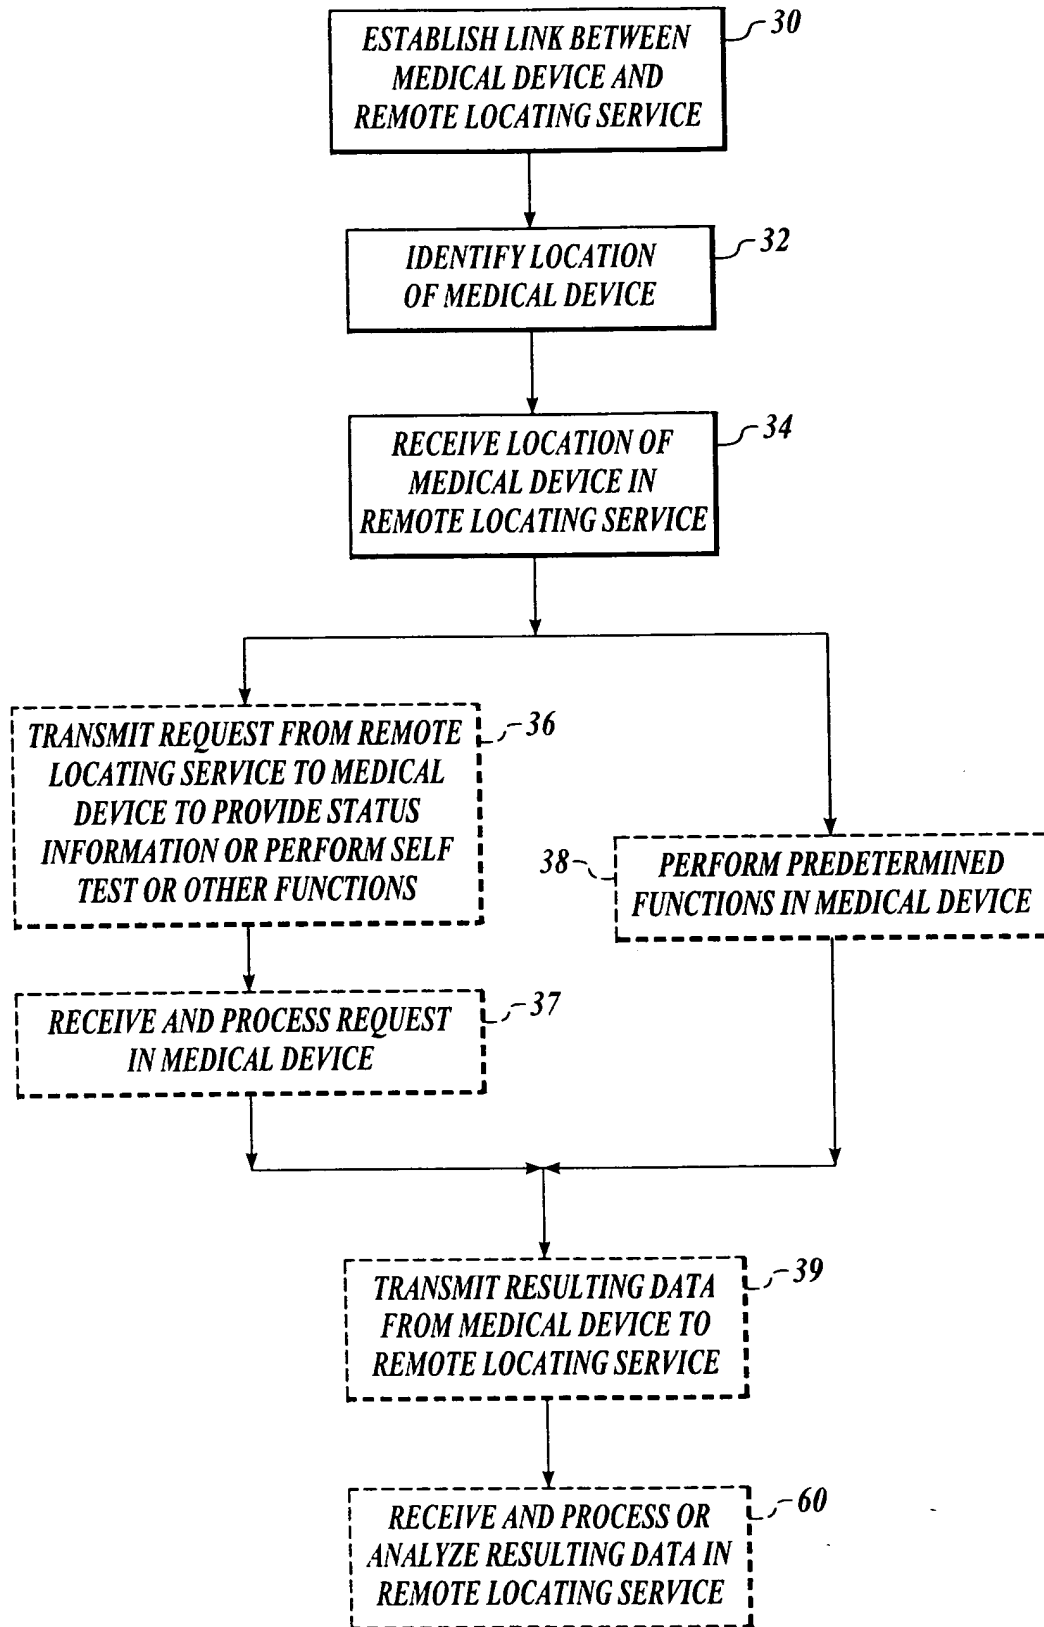 ESTABLISH LINK BETWEEN
MEDICAL DEVICE AND
REMOTE LOCATING SERVICE
30
IDENTIFY LOCATION
OF MEDICAL DEVICE
32
RECEIVE LOCATION OF
MEDICAL DEVICE IN
REMOTE LOCATING SERVICE
34
TRANSMIT REQUEST FROM REMOTE
LOCATING SERVICE TO MEDICAL
DEVICE TO PROVIDE STATUS
INFORMATION OR PERFORM SELF
TEST OR OTHER FUNCTIONS
36
38
PERFORM PREDETERMINED
FUNCTIONS IN MEDICAL DEVICE
RECEIVE AND PROCESS REQUEST
IN MEDICAL DEVICE
37
TRANSMIT RESULTING DATA
FROM MEDICAL DEVICE TO
REMOTE LOCATING SERVICE
39
RECEIVE AND PROCESS OR
ANALYZE RESULTING DATA IN
REMOTE LOCATING SERVICE
60